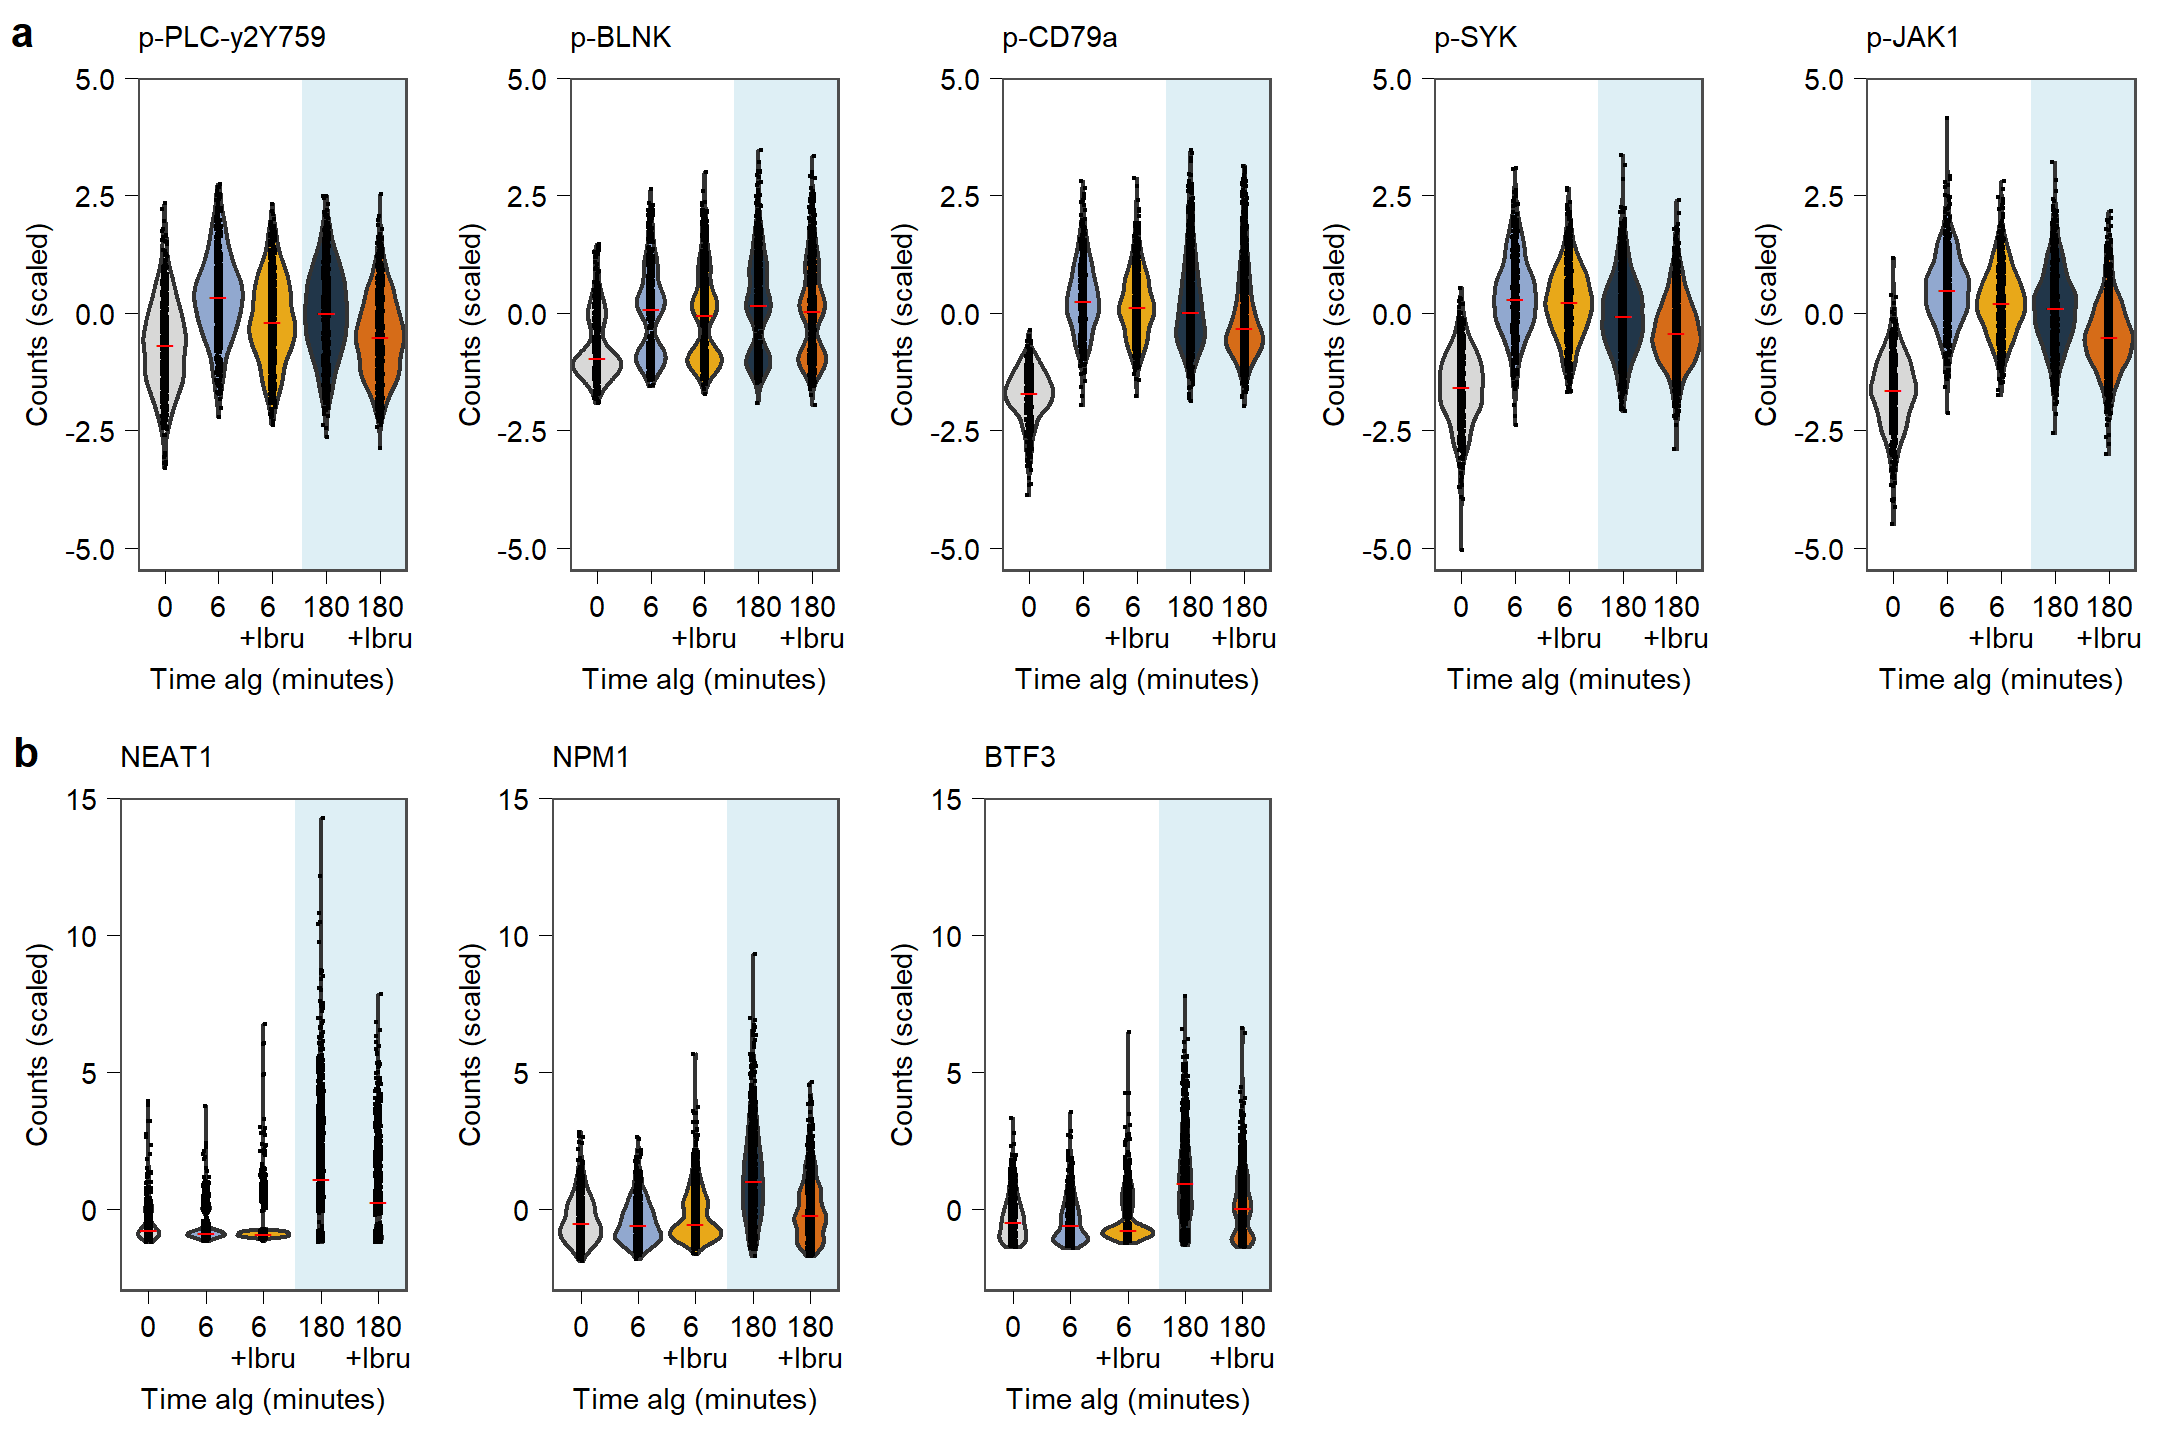 a
p-PLC-y2Y759 p-BLNK p-CD79a p-SYK p-JAK1
5.0 5.0 5.0 5.0 5.0
2.5 2.5 2.5 2.5 2.5
0.0 0.0 0.0 0.0 0.0
-2.5 -2.5 -2.5 -2.5 -2.5
-5.0 -5.0 -5.0 -5.0 -5.0
Counts (scaled) Counts (scaled) Counts (scaled) Counts (scaled) Counts (scaled)
0 6 6 180 180 0 6 6 180 180 0 6 6 180 180 0 6 6 180 180 0 6 6 180 180
+Ibru +Ibru +Ibru +Ibru +Ibru +Ibru +Ibru +Ibru +Ibru +Ibru
Time alg (minutes) Time alg (minutes) Time alg (minutes) Time alg (minutes) Time alg (minutes)
b
NEAT1 NPM1 BTF3
15 15 15
10 10 10
5 5 5
0 0 0
Counts (scaled) Counts (scaled) Counts (scaled)
0 6 6 180 180 0 6 6 180 180 0 6 6 180 180
+Ibru +Ibru +Ibru +Ibru +Ibru +Ibru
Time alg (minutes) Time alg (minutes) Time alg (minutes)